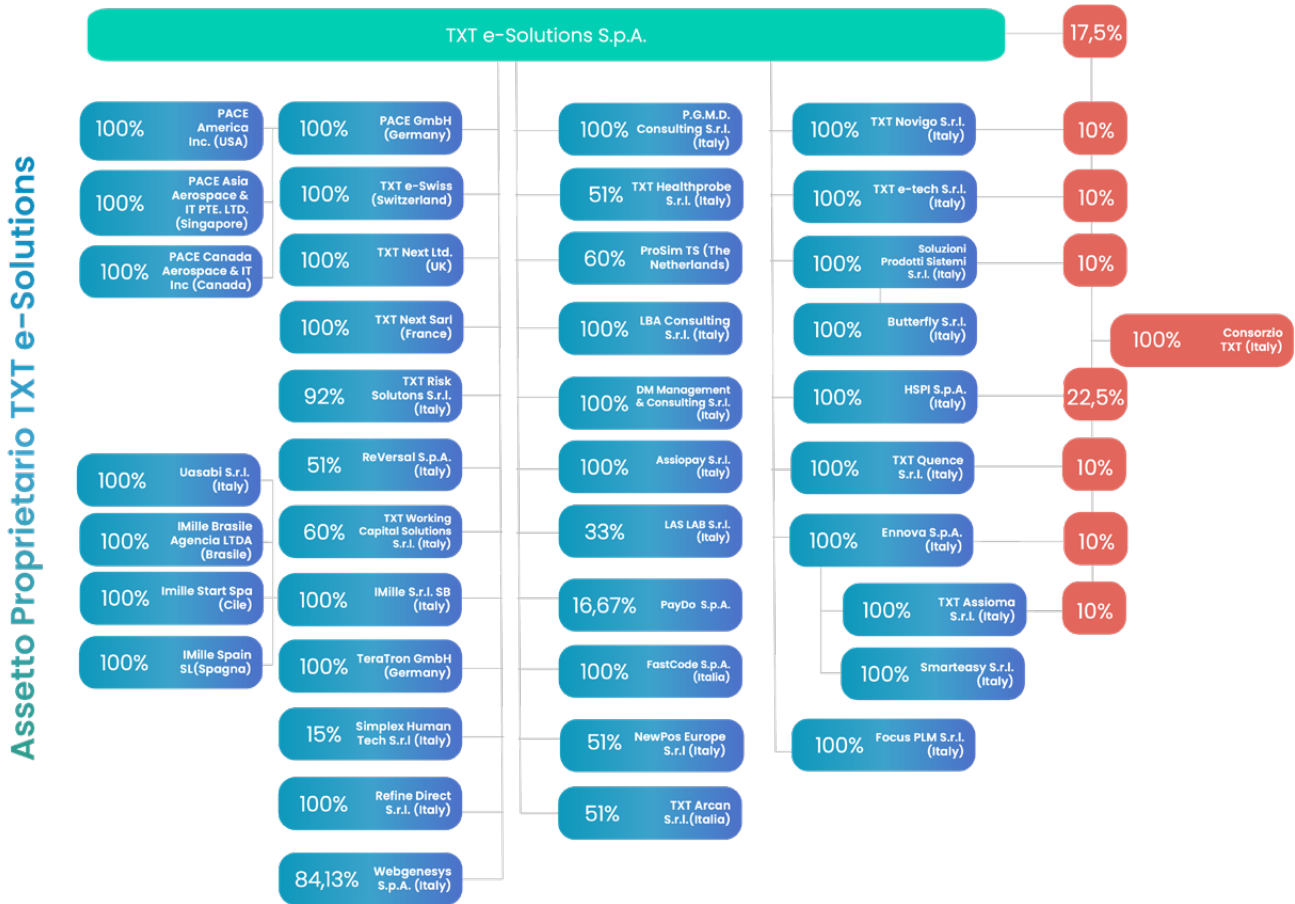 Assetto Proprietario TXT e-Solutions
TXT e-Solutions S.p.A.
17,5%
100%
PACE
America
Inc. (USA)
100%
PACE Asia
Aerospace &
IT PTE. LTD.
(Singapore)
100%
PACE Canada
Aerospace & IT
Inc (Canada)
100%
Uasabi S.r.l.
(Italy)
100%
IMille Brasile
Agencia LTDA
(Brasile)
100%
Imille Start Spa
(Cile)
100%
IMille Spain
SL(Spagna)
100%
PACE GmbH
(Germany)
100%
TXT e-Swiss
(Switzerland)
100%
TXT Next Ltd.
(UK)
100%
TXT Next Sarl
(France)
92%
TXT Risk
Solutons S.r.l.
(Italy)
51%
ReVersal S.p.A.
(Italy)
60%
TXT Working
Capital Solutions
S.r.l. (Italy)
100%
IMille S.r.l. SB
(Italy)
100%
TeraTron GmbH
(Germany)
15%
Simplex Human
Tech S.r.l (Italy)
100%
Refine Direct
S.r.l. (Italy)
84,13%
Webgenesys
S.p.A. (Italy)
100%
P.G.M.D.
Consulting S.r.l.
(Italy)
51%
TXT Healthprobe
S.r.l. (Italy)
60%
ProSim TS (The
Netherlands)
100%
LBA Consulting
S.r.l. (Italy)
100%
DM Management
& Consulting S.r.l.
(Italy)
100%
Assiopay S.r.l.
(Italy)
33%
LAS LAB S.r.l.
(Italy)
16,67%
PayDo S.p.A.
100%
FastCode S.p.A.
(Italia)
51%
NewPos Europe
S.r.l (Italy)
51%
TXT Arcan
S.r.l.(Italia)
100%
TXT Novigo S.r.l.
(Italy)
10%
100%
TXT e-tech S.r.l.
(Italy)
10%
100%
Soluzioni
Prodotti Sistemi
S.r.l. (Italy)
10%
100%
Butterfly S.r.l.
(Italy)
100%
Consorzio
TXT (Italy)
100%
HSPI S.p.A.
(Italy)
22,5%
100%
TXT Quence
S.r.l. (Italy)
10%
100%
Ennova S.p.A.
(Italy)
10%
100%
TXT Assioma
S.r.l. (Italy)
10%
100%
Smarteasy S.r.l.
(Italy)
100%
Focus PLM S.r.l.
(Italy)